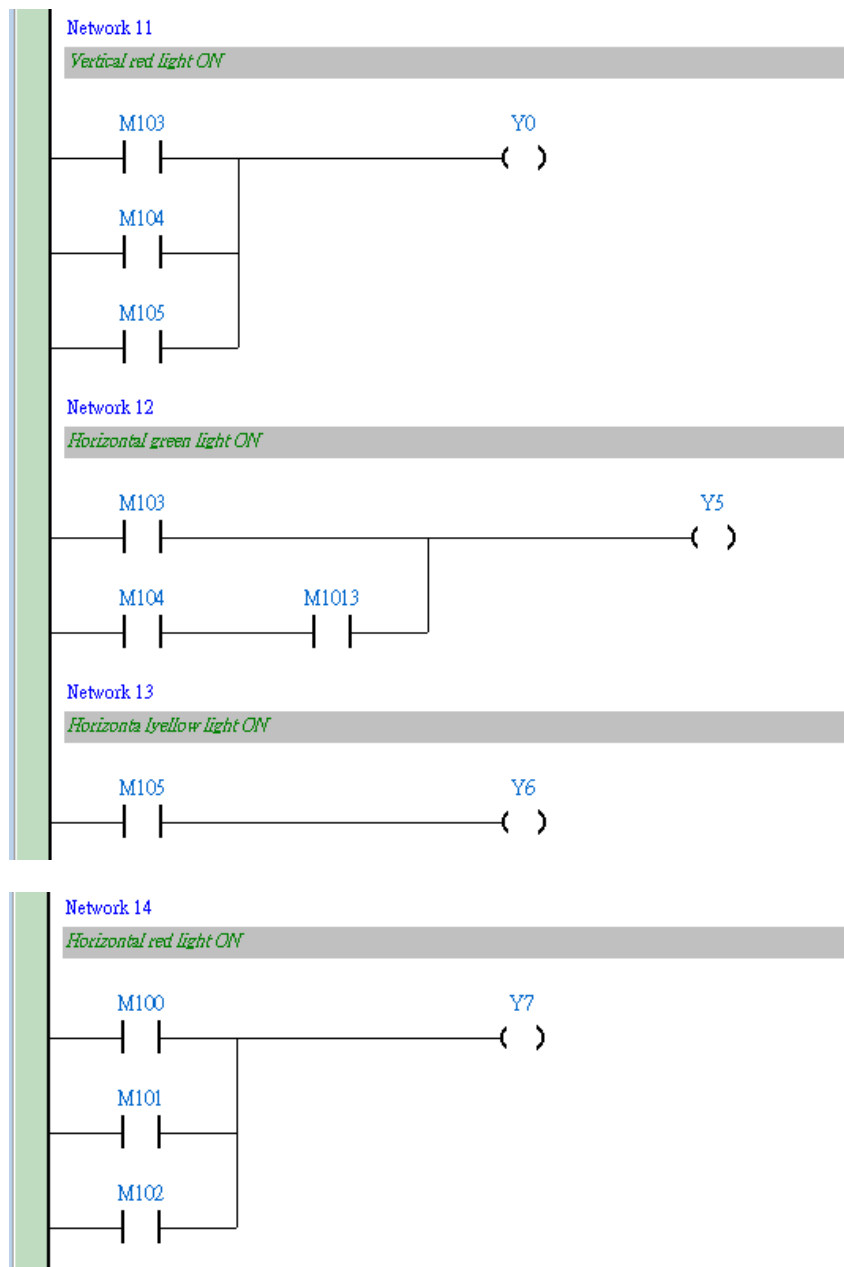 Network 11
Vertical red light ON
M103 Y0
M104
M105
Network 12
Horizontal green light ON
M103 Y5
M104 M1013
Network 13
Horizonta lyellow light ON
M105 Y6
Network 14
Horizontal red light ON
M100 Y7
M101
M102